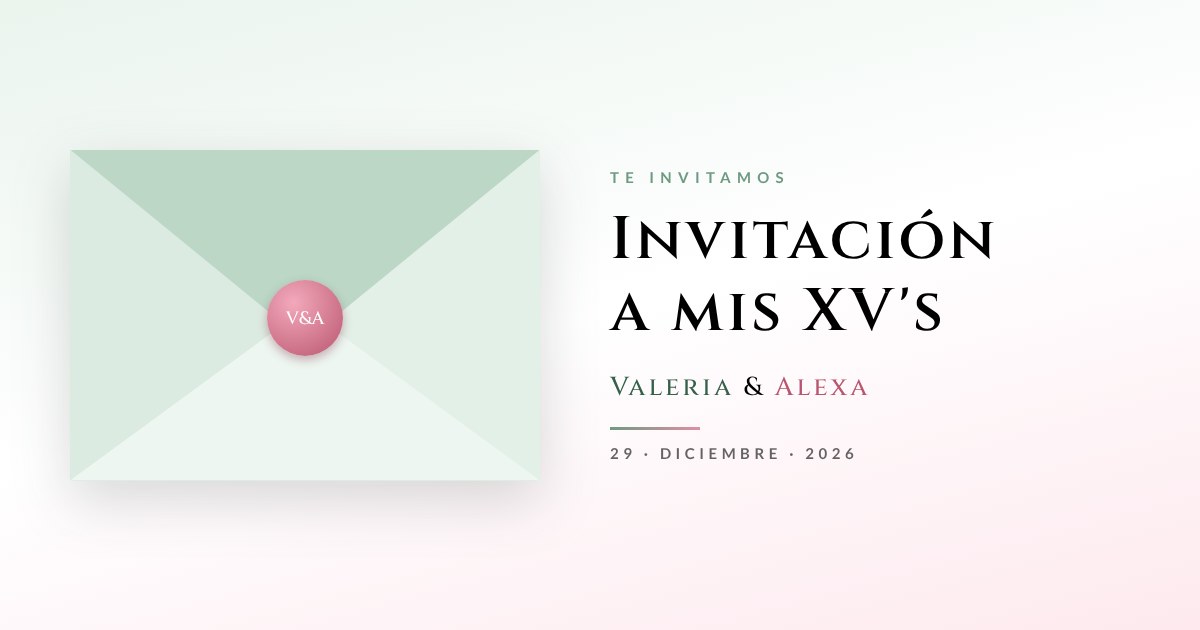 V&A
TE INVITAMOS
INVITACIÓN
A MIS XV'S
VALERIA & ALEXA
29 · DICIEMBRE · 2026